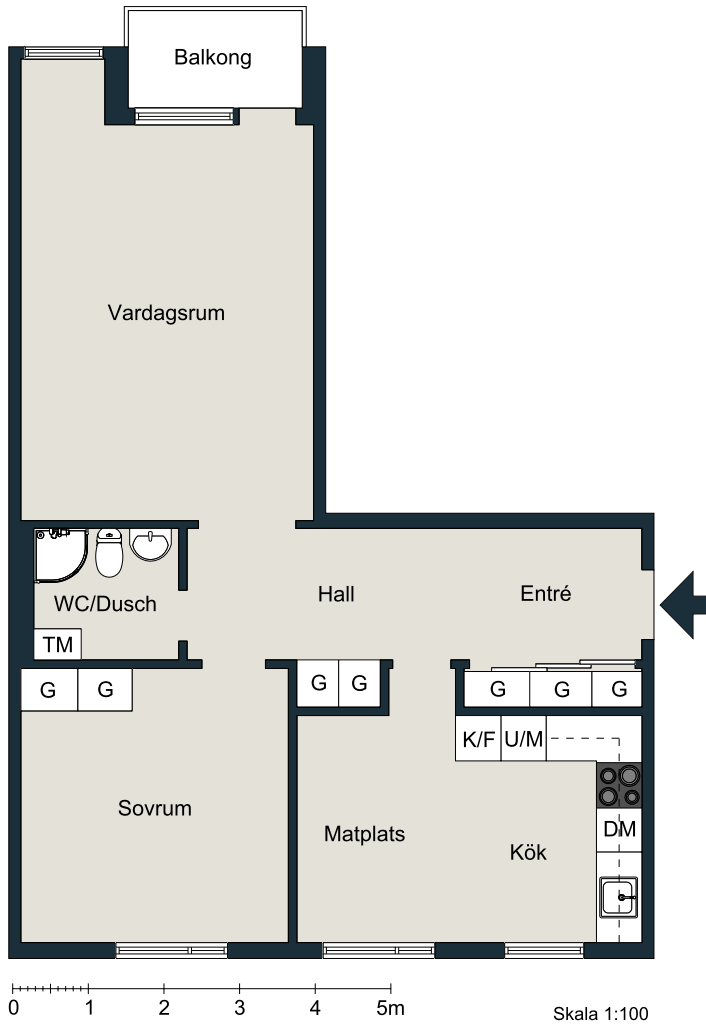 Balkong
Vardagsrum
WC/Dusch
Hall
Entré
TM
G G
G G
G G G
K/F U/M
Sovrum
Matplats
Kök
DM
0 1 2 3 4 5m
Skala 1:100